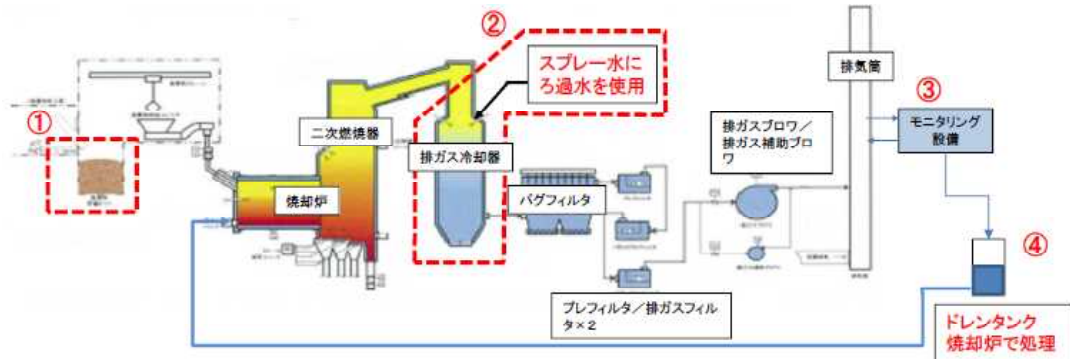 ②
スプレー水に
ろ過水を使用
排気筒
①
③
モニタリング
設備
二次燃焼器
排ガスブロワ／
排ガス補助ブロ
ワ
排ガス冷却器
焼却炉
バグフィルタ
④
プレフィルタ／排ガスフィル
タ×２
ドレンタンク
焼却炉で処理